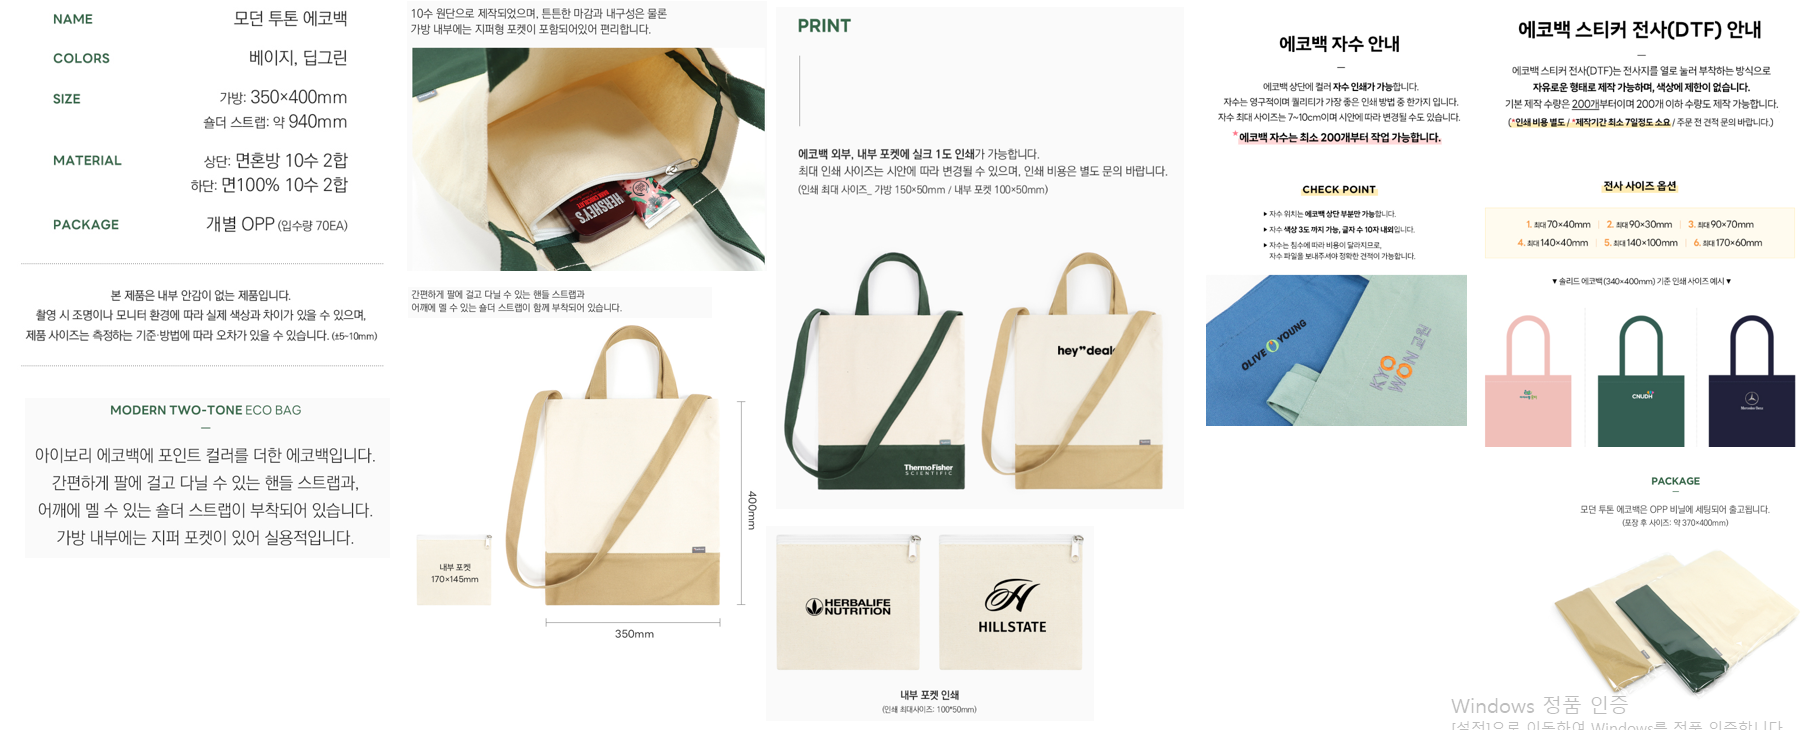 NAME 모던 투톤 에코백
COLORS 베이지, 딥그린
SIZE 가방: 350×400mm
숄더 스트랩: 약 940mm
MATERIAL 상단: 면혼방 10수 2합
하단: 면100% 10수 2합
PACKAGE 개별 OPP (입수량 70EA)
본 제품은 내부 안감이 없는 제품입니다.
촬영 시 조명이나 모니터 환경에 따라 실제 색상과 차이가 있을 수 있으며,
제품 사이즈는 측정하는 기준·방법에 따라 오차가 있을 수 있습니다. (±5~10mm)
MODERN TWO-TONE ECO BAG
아이보리 에코백에 포인트 컬러를 더한 에코백입니다.
간편하게 팔에 걸고 다닐 수 있는 핸들 스트랩과,
어깨에 멜 수 있는 숄더 스트랩이 부착되어 있습니다.
가방 내부에는 지퍼 포켓이 있어 실용적입니다.
10수 원단으로 제작되었으며, 튼튼한 마감과 내구성은 물론
가방 내부에는 지퍼형 포켓이 포함되어있어 편리합니다.
HERSHEY'S
간편하게 팔에 걸고 다닐 수 있는 핸들 스트랩과
어깨에 멜 수 있는 숄더 스트랩이 함께 부착되어 있습니다.
400mm
내부 포켓
170×145mm
350mm
PRINT
에코백 외부, 내부 포켓에 실크 1도 인쇄가 가능합니다.
최대 인쇄 사이즈는 시안에 따라 변경될 수 있으며, 인쇄 비용은 별도 문의 바랍니다.
(인쇄 최대 사이즈_ 가방 150×50mm / 내부 포켓 100×50mm)
hey"deale
ThermoFisher
SCIENTIFIC
HERBALIFE
NUTRITION
H
HILLSTATE
내부 포켓 인쇄
(인쇄 최대사이즈: 100*50mm)
에코백 자수 안내
에코백 상단에 컬러 자수 인쇄가 가능합니다.
자수는 영구적이며 퀄리티가 가장 좋은 인쇄 방법 중 한가지 입니다.
자수 최대 사이즈는 7~10cm이며 시안에 따라 변경될 수도 있습니다.
*에코백 자수는 최소 200개부터 작업 가능합니다.
CHECK POINT
▶ 자수 위치는 에코백 상단 부분만 가능합니다.
▶ 자수 색상 3도 까지 가능, 글자 수 10자 내외입니다.
▶ 자수는 침수에 따라 비용이 달라지므로,
자수 파일을 보내주셔야 정확한 견적이 가능합니다.
OLIVE YOUNG
KYOWON 교원
에코백 스티커 전사(DTF) 안내
에코백 스티커 전사(DTF)는 전사지를 열로 눌러 부착하는 방식으로
자유로운 형태로 제작 가능하며, 색상에 제한이 없습니다.
기본 제작 수량은 200개부터이며 200개 이하 수량도 제작 가능합니다.
(*인쇄 비용 별도 / *제작기간 최소 7일정도 소요 / 주문 전 견적 문의 바랍니다.)
전사 사이즈 옵션
1. 최대 70×40mm | 2. 최대 90×30mm | 3. 최대 90×70mm
4. 최대 140×40mm | 5. 최대 140×100mm | 6. 최대 170×60mm
▼ 솔리드 에코백(340×400mm) 기준 인쇄 사이즈 예시 ▼
CNUDH
Mercedes-Benz
PACKAGE
모던 투톤 에코백은 OPP 비닐에 세팅되어 출고됩니다.
(포장 후 사이즈: 약 370×400mm)
Windows 정품 인증
[설정]으로 이동하여 Windows를 정품 인증합니다